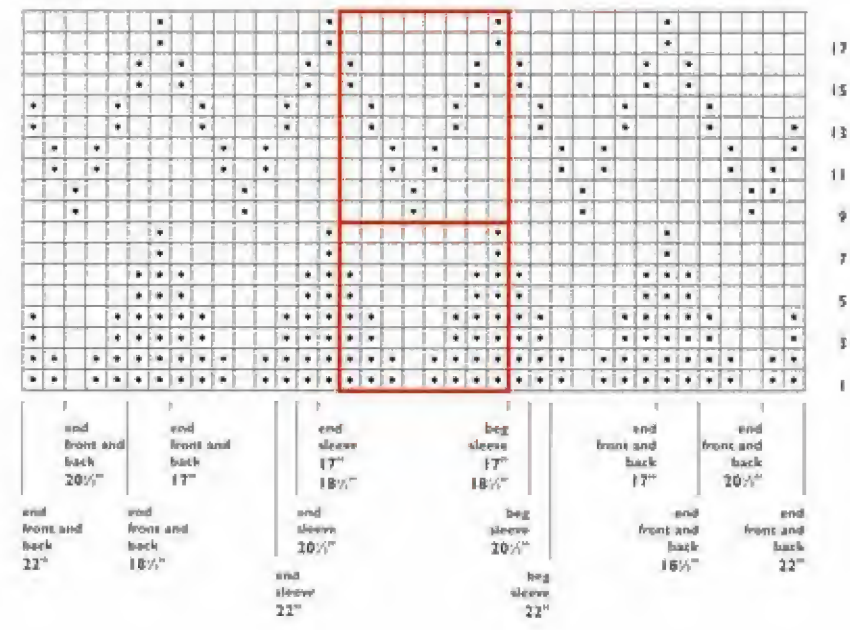 17
15
13
11
9
7
5
3
1
end
front and
back
20½"
end
front and
back
17"
end
sleeve
17"
18½"
beg
sleeve
17"
18½"
end
front and
back
17"
end
front and
back
20½"
end
front and
back
22"
end
front and
back
18½"
end
sleeve
20½"
beg
sleeve
20½"
end
front and
back
18½"
end
front and
back
22"
end
sleeve
22"
beg
sleeve
22"